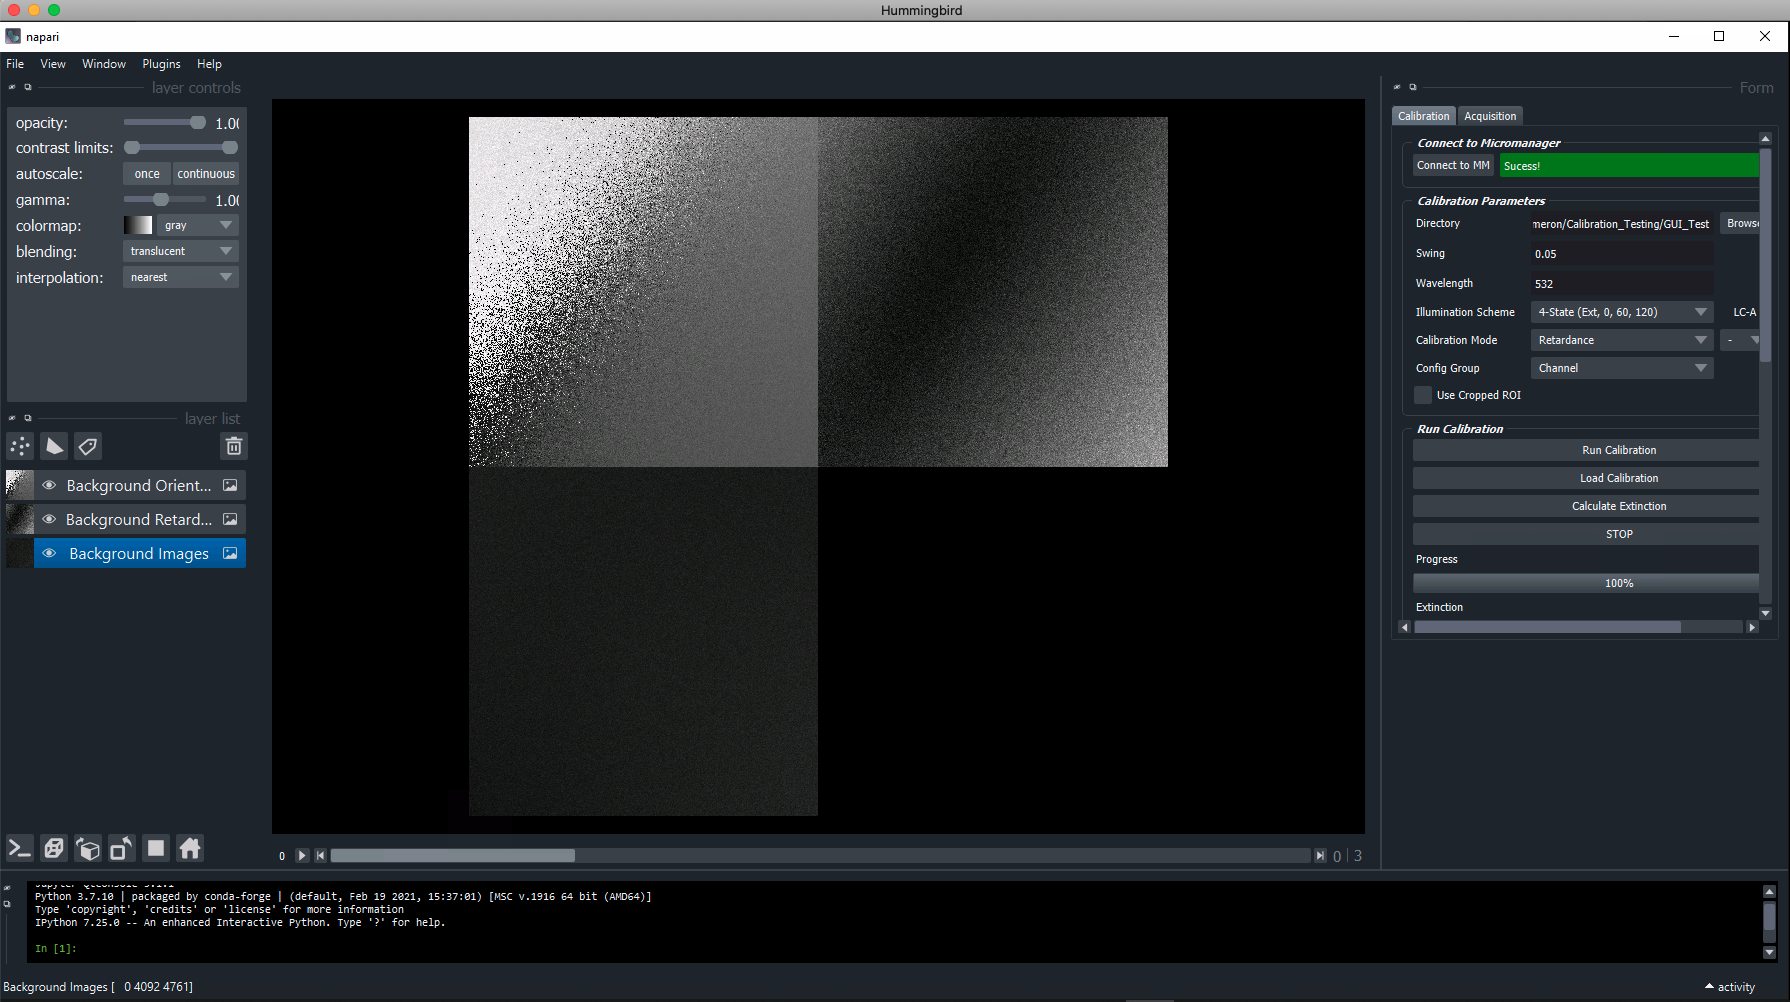 Hummingbird
napari
File View Window Plugins Help
layer controls
opacity: 1.00
contrast limits:
autoscale: once continuous
gamma: 1.00
colormap: gray
blending: translucent
interpolation: nearest
layer list
Background Orient...
Background Retard...
Background Images
0
0 | 3
Form
Calibration Acquisition
Connect to Micromanager
Connect to MM Sucess!
Calibration Parameters
Directory meron/Calibration_Testing/GUI_Test Browse
Swing 0.05
Wavelength 532
Illumination Scheme 4-State (Ext, 0, 60, 120) LC-A
Calibration Mode Retardance -
Config Group Channel
Use Cropped ROI
Run Calibration
Run Calibration
Load Calibration
Calculate Extinction
STOP
Progress
100%
Extinction
Python 3.7.10 | packaged by conda-forge | (default, Feb 19 2021, 15:37:01) [MSC v.1916 64 bit (AMD64)]
Type 'copyright', 'credits' or 'license' for more information
IPython 7.25.0 -- An enhanced Interactive Python. Type '?' for help.
In [1]:
Background Images [ 0 4092 4761]
activity